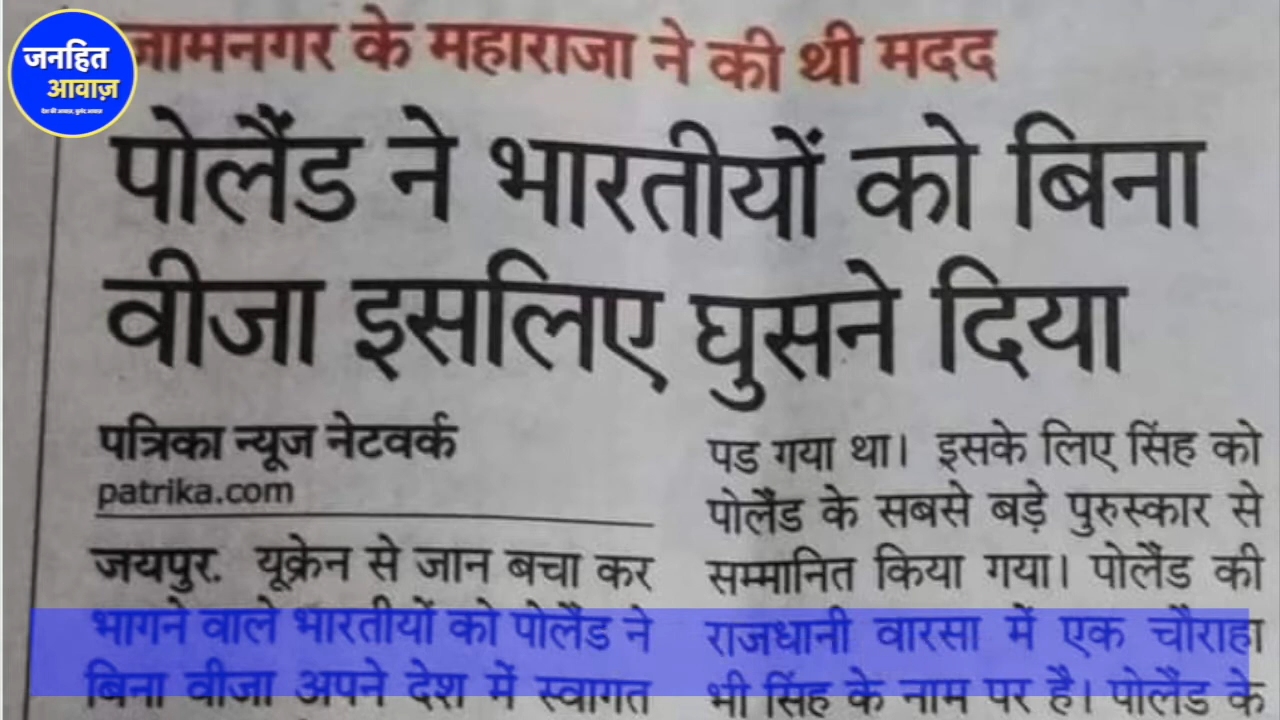 जनहित
आवाज़
जामनगर के महाराजा ने की थी मदद
पोलैंड ने भारतीयों को बिना
वीजा इसलिए घुसने दिया
पत्रिका न्यूज नेटवर्क
patrika.com
जयपुर. यूक्रेन से जान बचा कर
भागने वाले भारतीयों को पोलैंड ने
बिना वीजा अपने देश में स्वागत
पड गया था। इसके लिए सिंह को
पोलैंड के सबसे बड़े पुरुस्कार से
सम्मानित किया गया। पोलैंड की
राजधानी वारसा में एक चौराहा
भी सिंह के नाम पर है। पोलैंड के